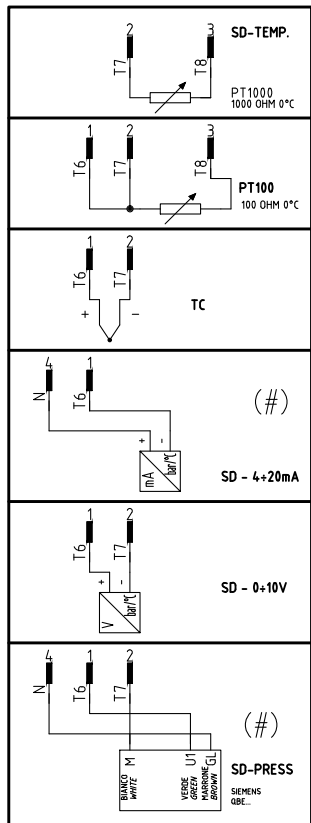 2 3 SD-TEMP.
T7 T8
PT1000
1000 OHM 0°C
1 2 3
T6 T7 T8
PT100
100 OHM 0°C
1 2
T6 T7
+ -
TC
4 1
N T6
(#)
+ -
mA bar/°C
SD - 4÷20mA
1 2
T6 T7
+ -
V bar/°C
SD - 0÷10V
4 1 2
N T6 T7
(#)
M U1 GL
BIANCO VERDE MARRONE
WHITE GREEN BROWN
SD-PRESS
SIEMENS
QBE...